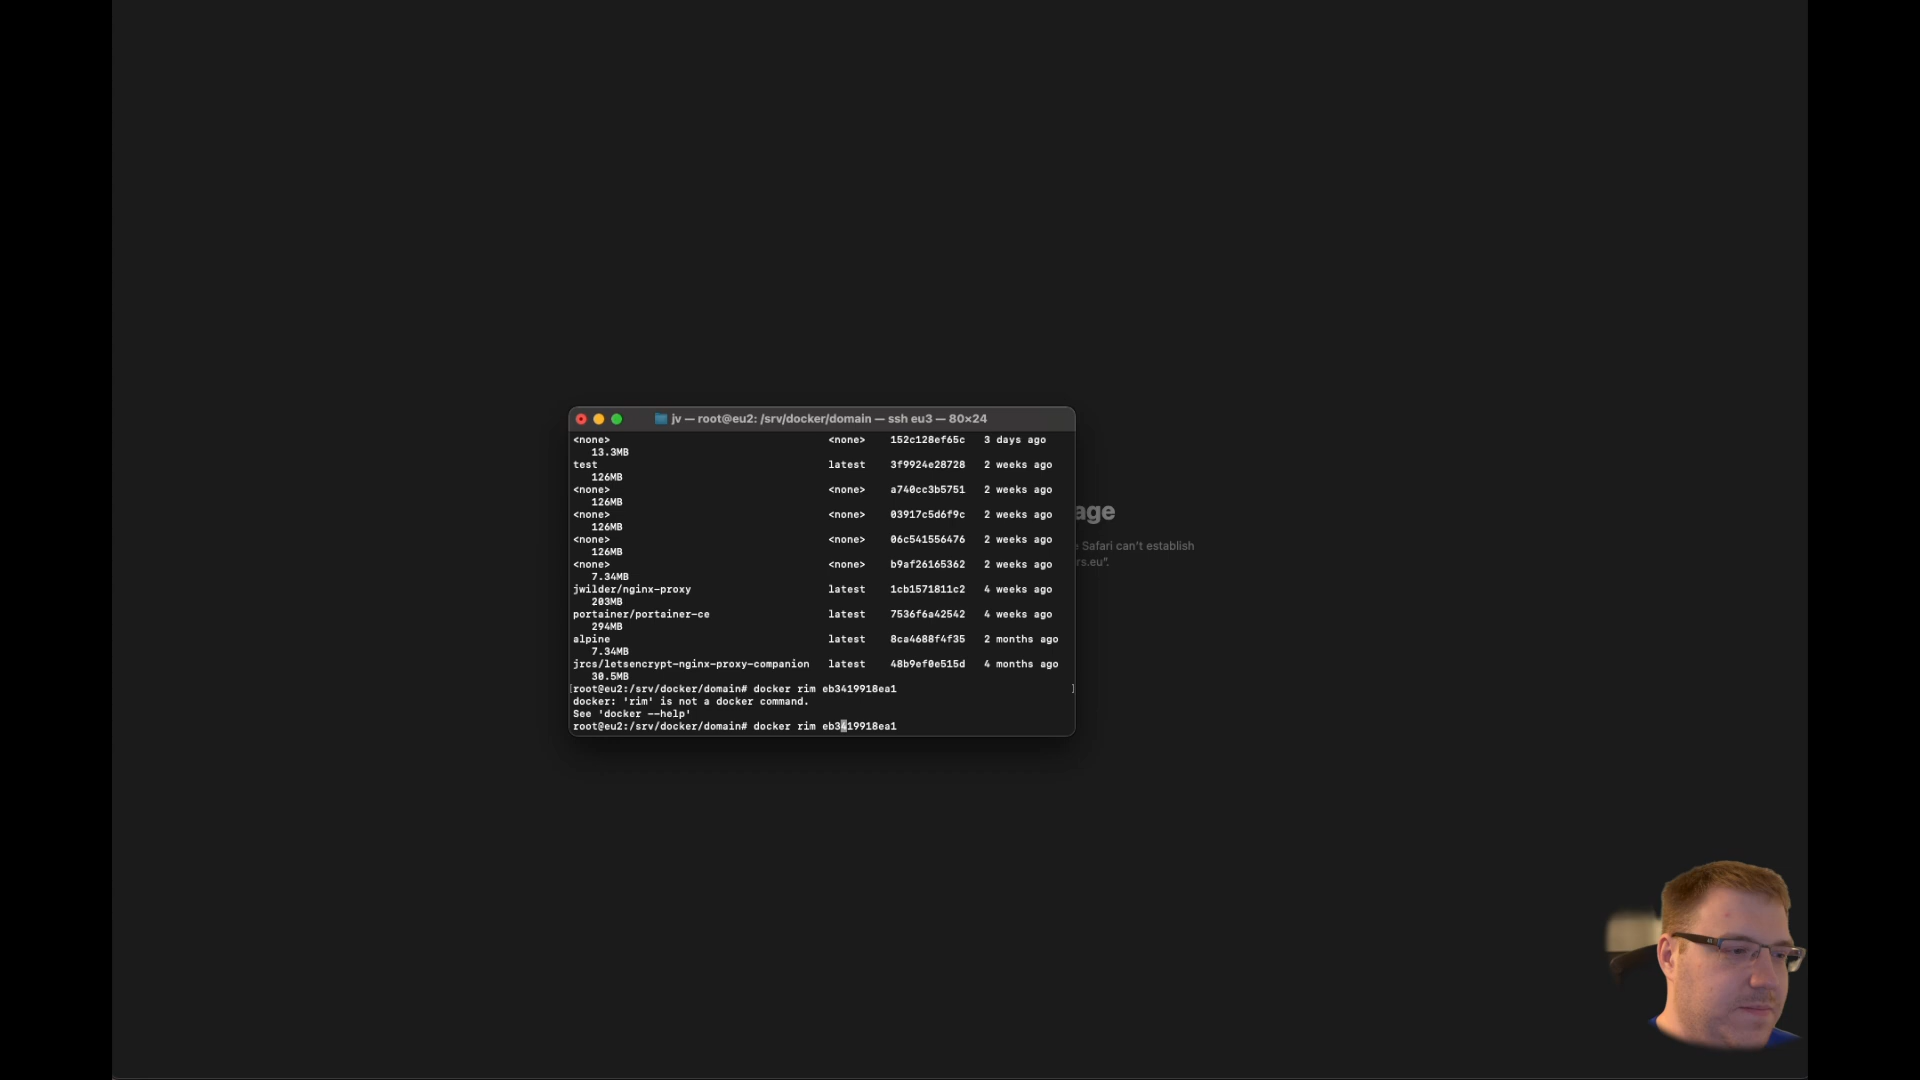 jv — root@eu2: /srv/docker/domain — ssh eu3 — 80×24
<none> <none> 152c128ef65c 3 days ago
13.3MB
test latest 3f9924e28728 2 weeks ago
126MB
<none> <none> a740cc3b5751 2 weeks ago
126MB
<none> <none> 03917c5d6f9c 2 weeks ago
126MB
<none> <none> 06c541556476 2 weeks ago
126MB
<none> <none> b9af26165362 2 weeks ago
7.34MB
jwilder/nginx-proxy latest 1cb1571811c2 4 weeks ago
203MB
portainer/portainer-ce latest 7536f6a42542 4 weeks ago
294MB
alpine latest 8ca4688f4f35 2 months ago
7.34MB
jrcs/letsencrypt-nginx-proxy-companion latest 48b9ef0e515d 4 months ago
30.5MB
[root@eu2:/srv/docker/domain# docker rim eb3419918ea1 ]
docker: 'rim' is not a docker command.
See 'docker --help'
root@eu2:/srv/docker/domain# docker rim eb3419918ea1
age
Safari can't establish
rs.eu".